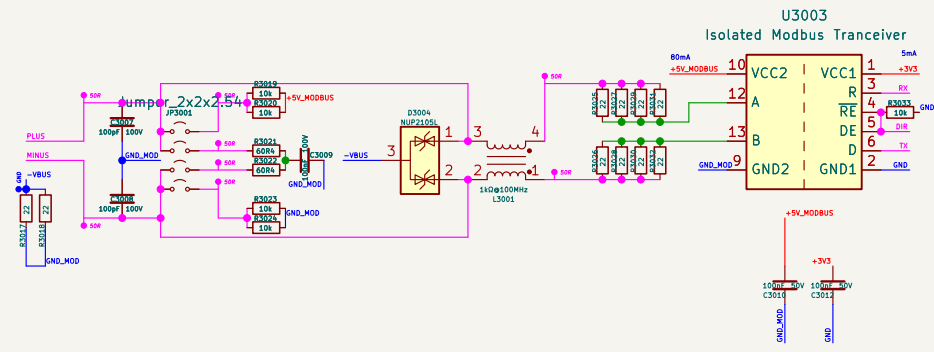 U3003
Isolated Modbus Tranceiver
80mA
5mA
+5V_MODBUS
10
VCC2
VCC1
1
+3V3
R
3
RX
12
A
RE
4
R3033
10k
GND
DE
5
DIR
13
B
D
6
TX
GND_MOD
9
GND2
GND1
2
GND
50R
Jumper_2x2x2.54
JP3001
R3019
10k
R3020
10k
+5V_MODBUS
50R
50R
C3007
100pF 100V
PLUS
MINUS
GND_MOD
50R
R3021
60R4
R3022
60R4
50R
C3009
100nF 100V
GND_MOD
-VBUS
D3004
NUP2105L
3
1
2
3
4
2
1
1kΩ@100MHz
L3001
50R
R3025
22
R3027
22
R3029
22
R3031
22
R3026
22
R3028
22
R3030
22
R3032
22
GND
-VBUS
R3017
22
R3018
22
GND_MOD
C3008
100pF 100V
50R
50R
R3023
10k
R3024
10k
GND_MOD
+5V_MODBUS
+3V3
100nF 50V
C3010
100nF 50V
C3012
GND_MOD
GND